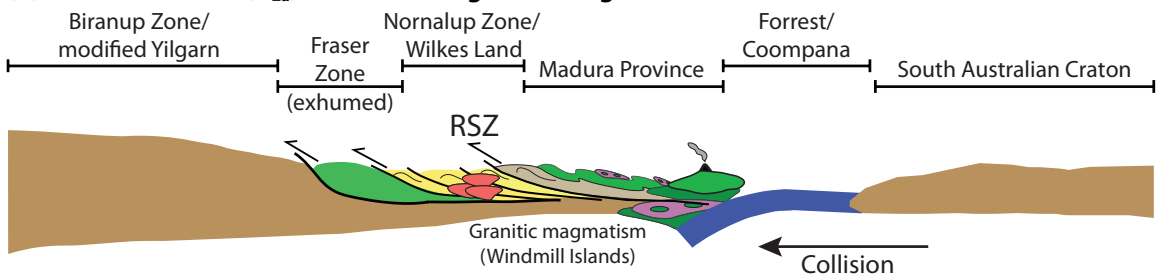 Biranup Zone/
modified Yilgarn
Fraser
Zone
(exhumed)
Nornalup Zone/
Wilkes Land
Madura Province
Forrest/
Coompana
South Australian Craton
RSZ
Granitic magmatism
(Windmill Islands)
Collision